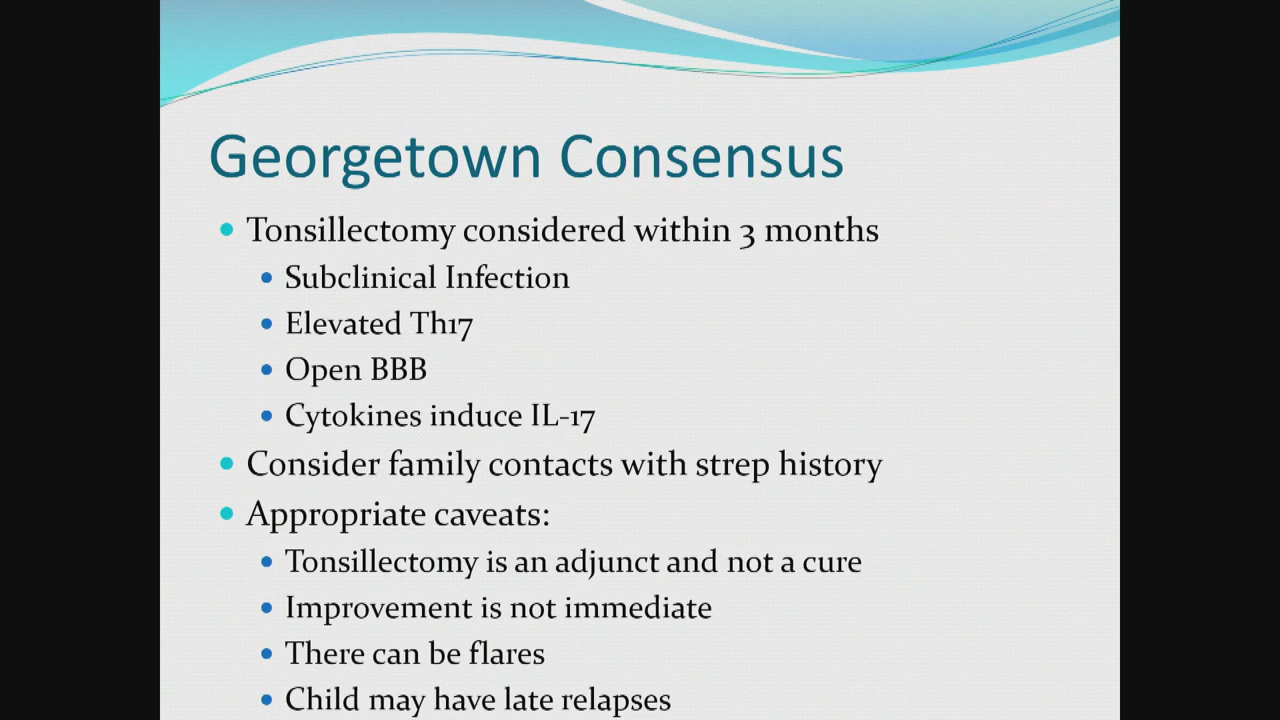 Georgetown Consensus
Tonsillectomy considered within 3 months
Subclinical Infection
Elevated Th17
Open BBB
Cytokines induce IL-17
Consider family contacts with strep history
Appropriate caveats:
Tonsillectomy is an adjunct and not a cure
Improvement is not immediate
There can be flares
Child may have late relapses